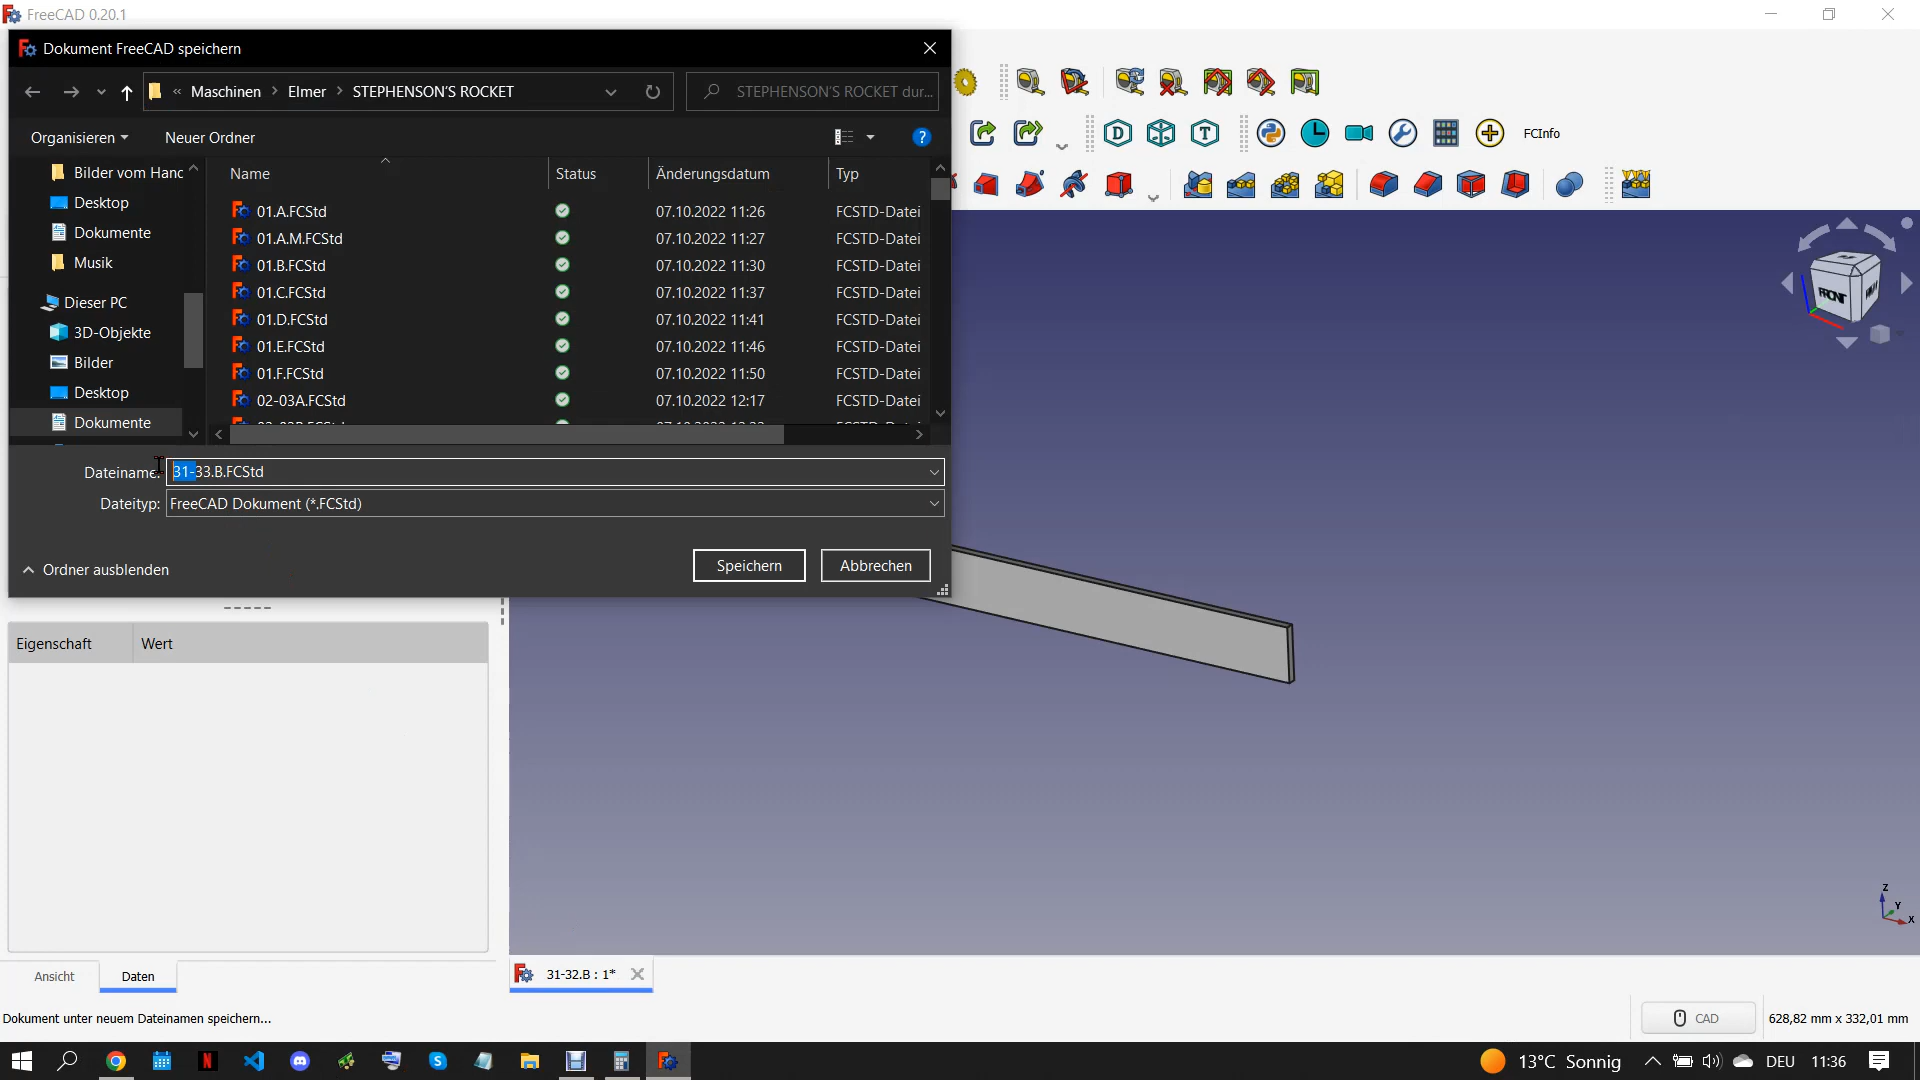 FreeCAD 0.20.1
Dokument FreeCAD speichern
« Maschinen > Elmer > STEPHENSON'S ROCKET
STEPHENSON'S ROCKET dur...
Organisieren
Neuer Ordner
?
Bilder vom Hanc
Desktop
Dokumente
Musik
Dieser PC
3D-Objekte
Bilder
Desktop
Dokumente
Name Status Änderungsdatum Typ
01.A.FCStd 07.10.2022 11:26 FCSTD-Datei
01.A.M.FCStd 07.10.2022 11:27 FCSTD-Datei
01.B.FCStd 07.10.2022 11:30 FCSTD-Datei
01.C.FCStd 07.10.2022 11:37 FCSTD-Datei
01.D.FCStd 07.10.2022 11:41 FCSTD-Datei
01.E.FCStd 07.10.2022 11:46 FCSTD-Datei
01.F.FCStd 07.10.2022 11:50 FCSTD-Datei
02-03A.FCStd 07.10.2022 12:17 FCSTD-Datei
Dateiname: 31-33.B.FCStd
Dateityp: FreeCAD Dokument (*.FCStd)
Ordner ausblenden
Speichern
Abbrechen
D
T
FCInfo
FRONT
Eigenschaft Wert
Z
Y
X
Ansicht
Daten
31-32.B : 1*
Dokument unter neuem Dateinamen speichern...
CAD
628,82 mm x 332,01 mm
N
S
13°C Sonnig
DEU
11:36